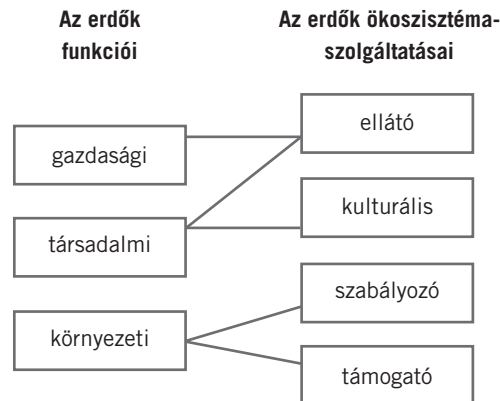 Az erdők
funkciói
Az erdők ökoszisztéma-
szolgáltatásai
gazdasági
társadalmi
környezeti
ellátó
kulturális
szabályozó
támogató